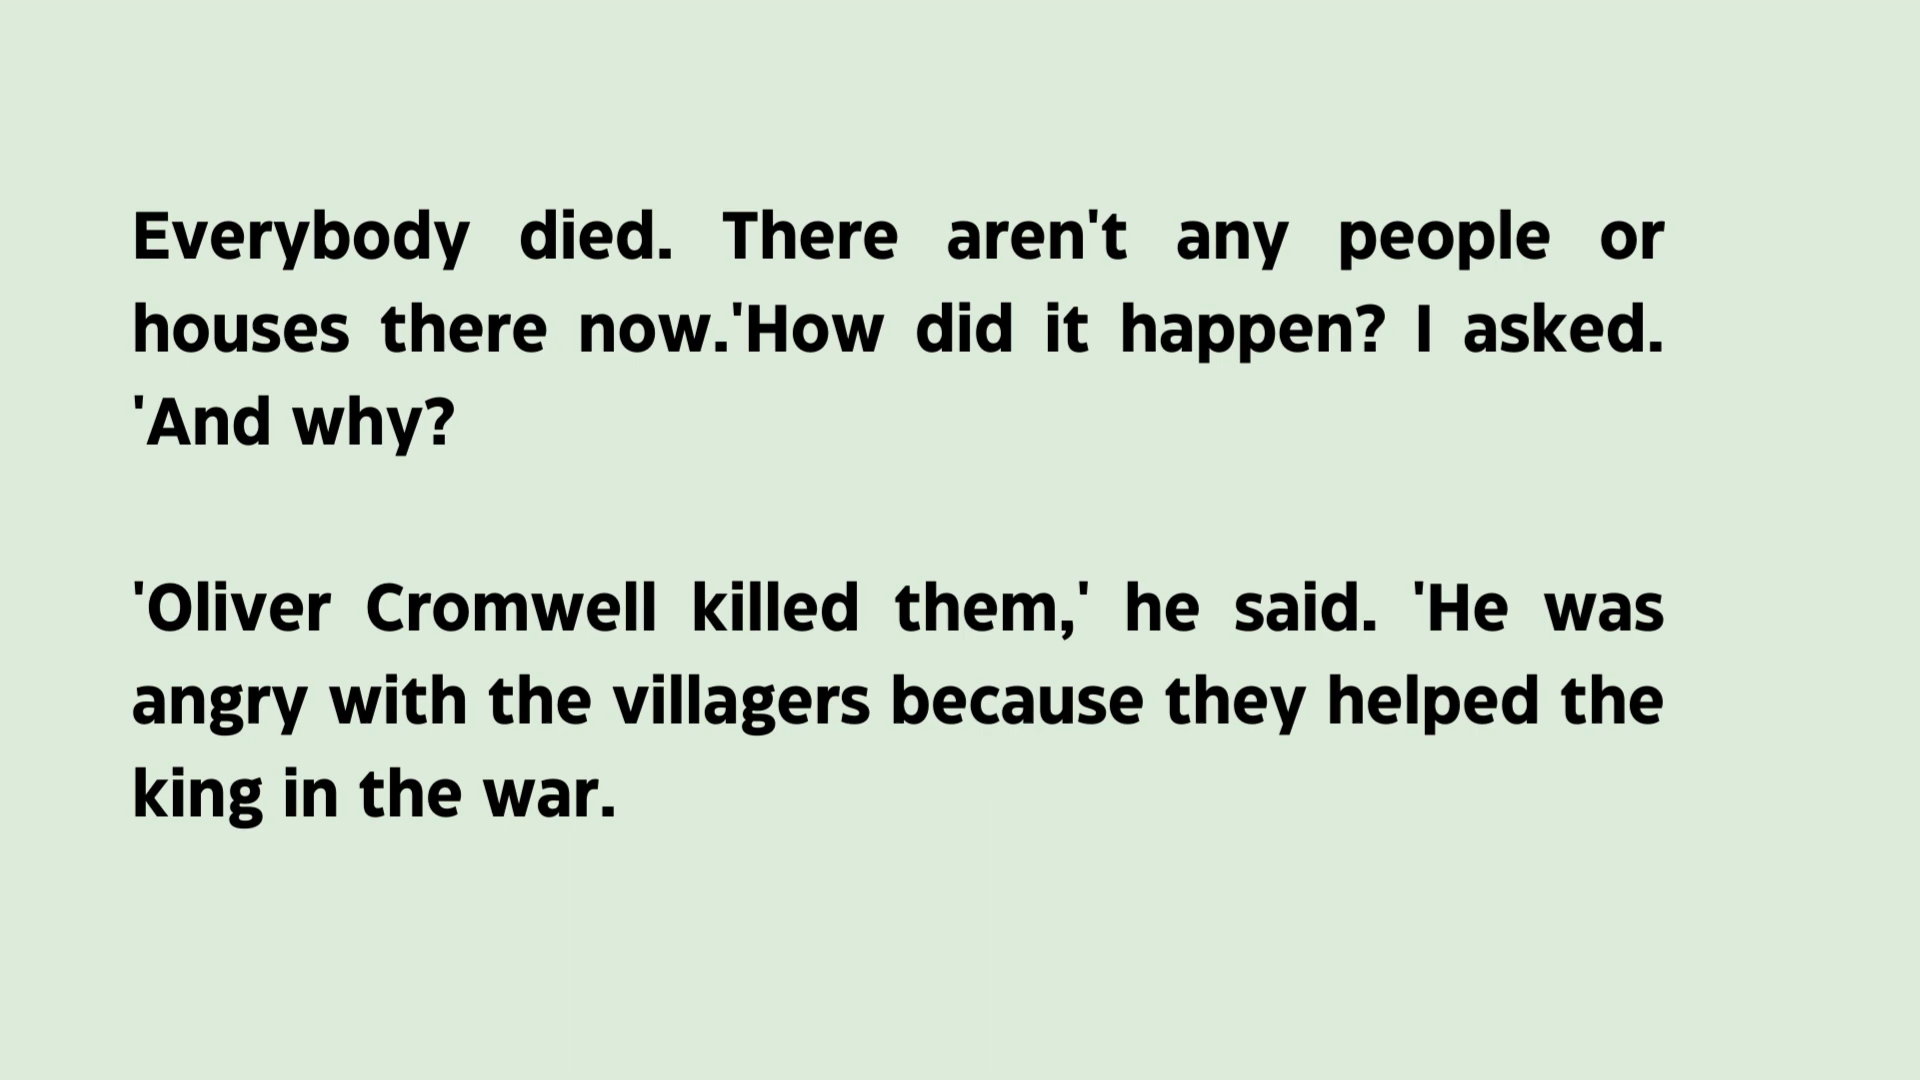 Everybody died. There aren't any people or
houses there now.'How did it happen? I asked.
'And why?
'Oliver Cromwell killed them,' he said. 'He was
angry with the villagers because they helped the
king in the war.